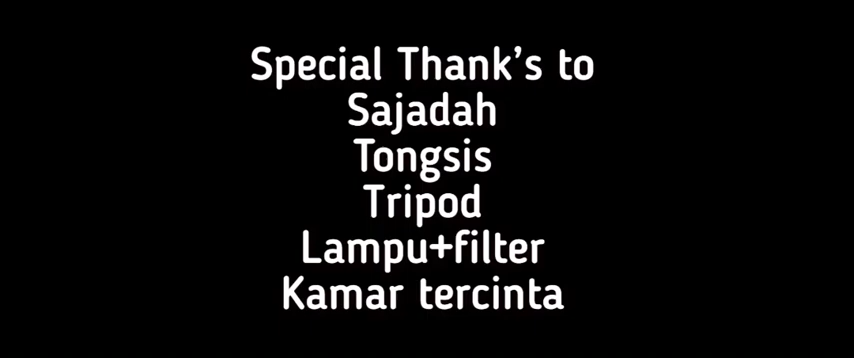 Special Thank’s to
Sajadah
Tongsis
Tripod
Lampu+filter
Kamar tercinta